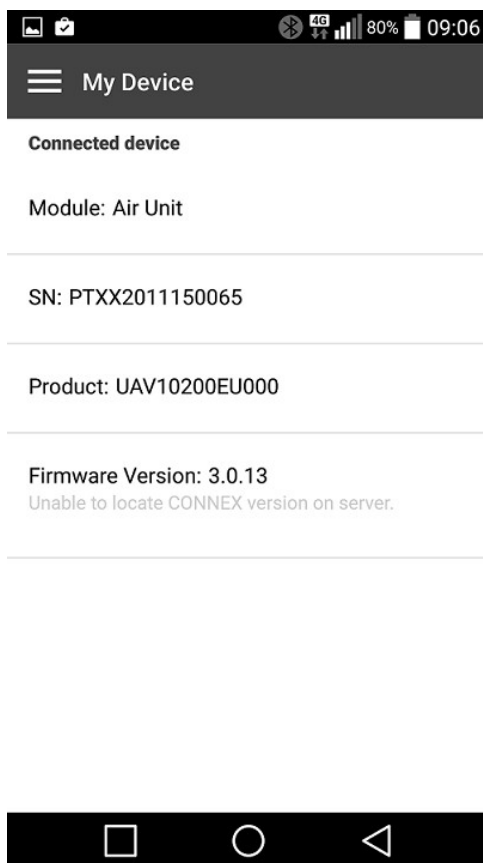 4G 80% 09:06
My Device
Connected device
Module: Air Unit
SN: PTXX2011150065
Product: UAV10200EU000
Firmware Version: 3.0.13
Unable to locate CONNEX version on server.